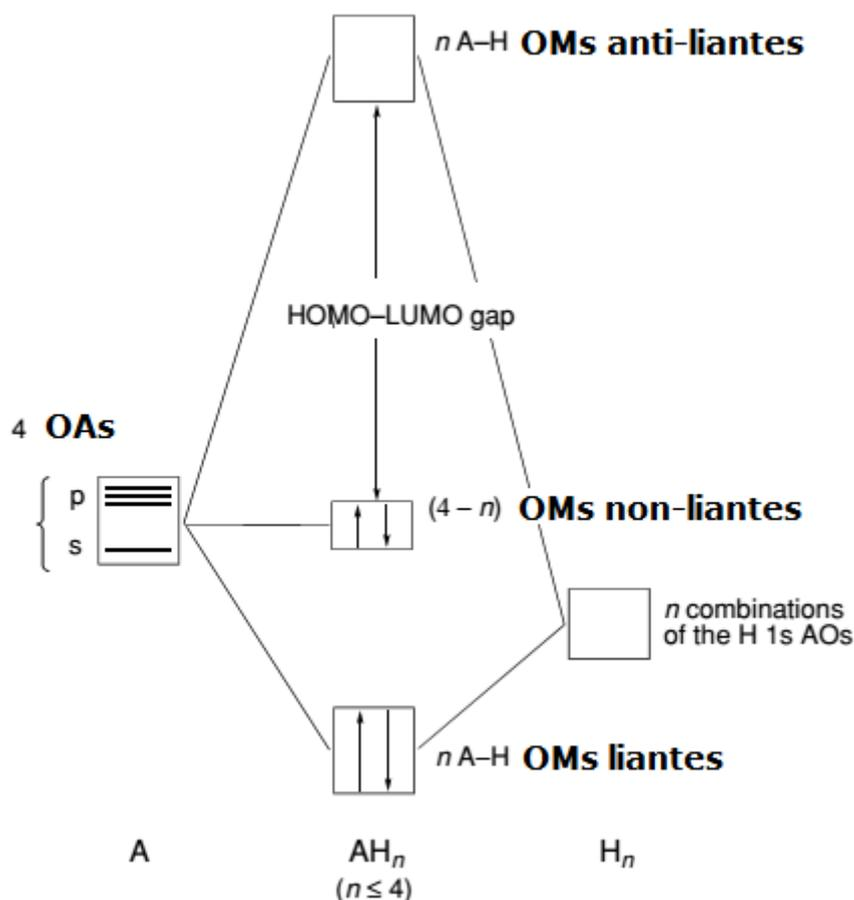 n A–H OMs anti-liantes
HOMO–LUMO gap
4 OAs
p
s
(4 – n) OMs non-liantes
n combinations
of the H 1s AOs
n A–H OMs liantes
A
AHn
(n ≤ 4)
Hn